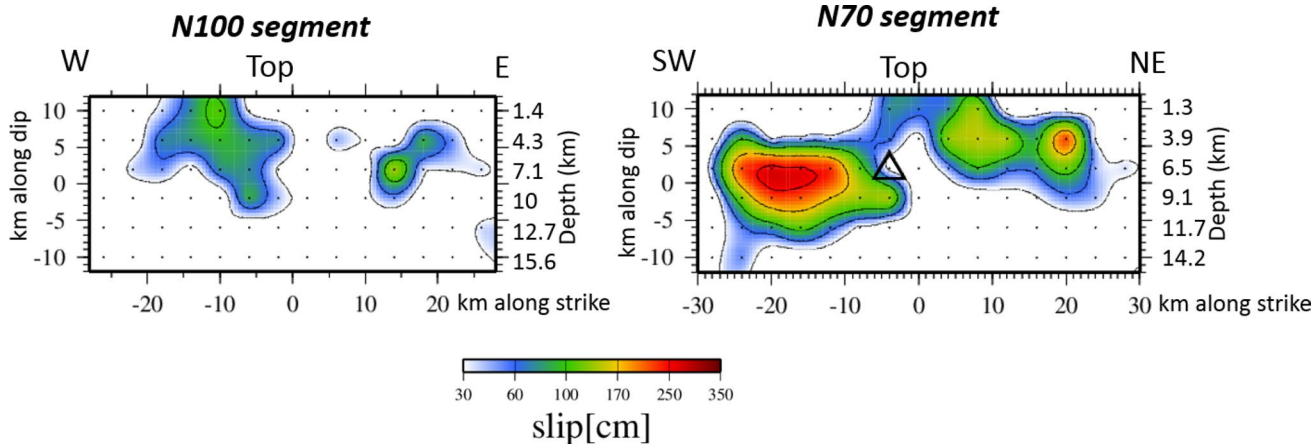 N100 segment
N70 segment
W
Top
E
SW
Top
NE
km along dip
10
5
0
-5
-10
1.4
4.3
7.1
10
12.7
15.6
Depth (km)
-20
-10
0
10
20
km along strike
km along dip
10
5
0
-5
-10
1.3
3.9
6.5
9.1
11.7
14.2
Depth (km)
-30
-20
-10
0
10
20
30
km along strike
30
60
100
170
250
350
slip[cm]